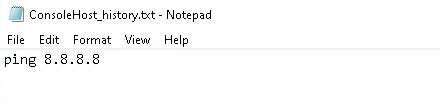 ConsoleHost_history.txt - Notepad
File Edit Format View Help
ping 8.8.8.8